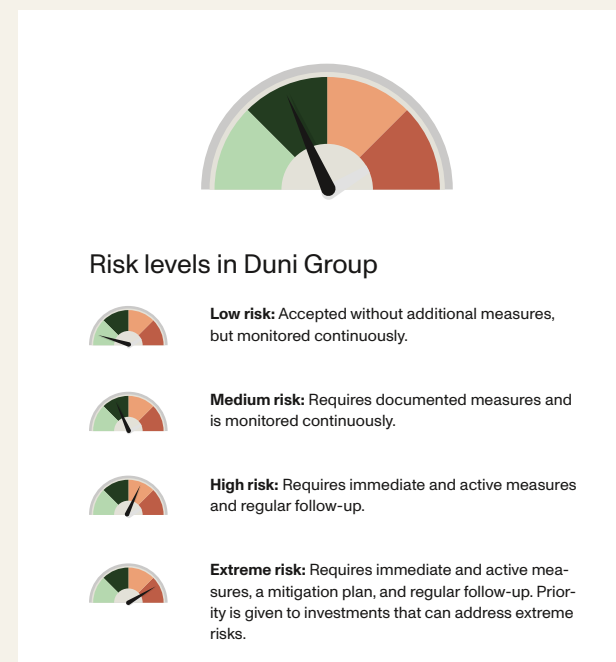 Risk levels in Duni Group
Low risk: Accepted without additional measures,
but monitored continuously.
Medium risk: Requires documented measures and
is monitored continuously.
High risk: Requires immediate and active measures
and regular follow-up.
Extreme risk: Requires immediate and active mea-
sures, a mitigation plan, and regular follow-up. Prior-
ity is given to investments that can address extreme
risks.